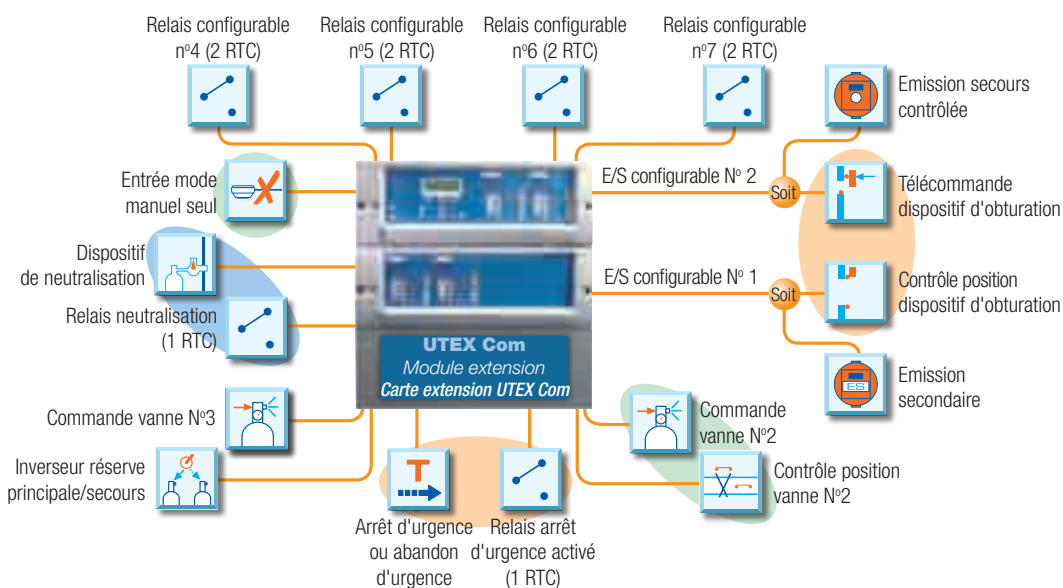 Relais configurable
nº4 (2 RTC)
Relais configurable
nº5 (2 RTC)
Relais configurable
nº6 (2 RTC)
Relais configurable
nº7 (2 RTC)
Emission secours
contrôlée
Entrée mode
manuel seul
E/S configurable Nº 2
Soit
Télécommande
dispositif d'obturation
Dispositif
de neutralisation
E/S configurable Nº 1
Soit
Contrôle position
dispositif d'obturation
Relais neutralisation
(1 RTC)
UTEX Com
Module extension
Carte extension UTEX Com
ES
Emission
secondaire
Commande vanne Nº3
Commande
vanne Nº2
Inverseur réserve
principale/secours
T
Contrôle position
vanne Nº2
Arrêt d'urgence
ou abandon
d'urgence
Relais arrêt
d'urgence activé
(1 RTC)